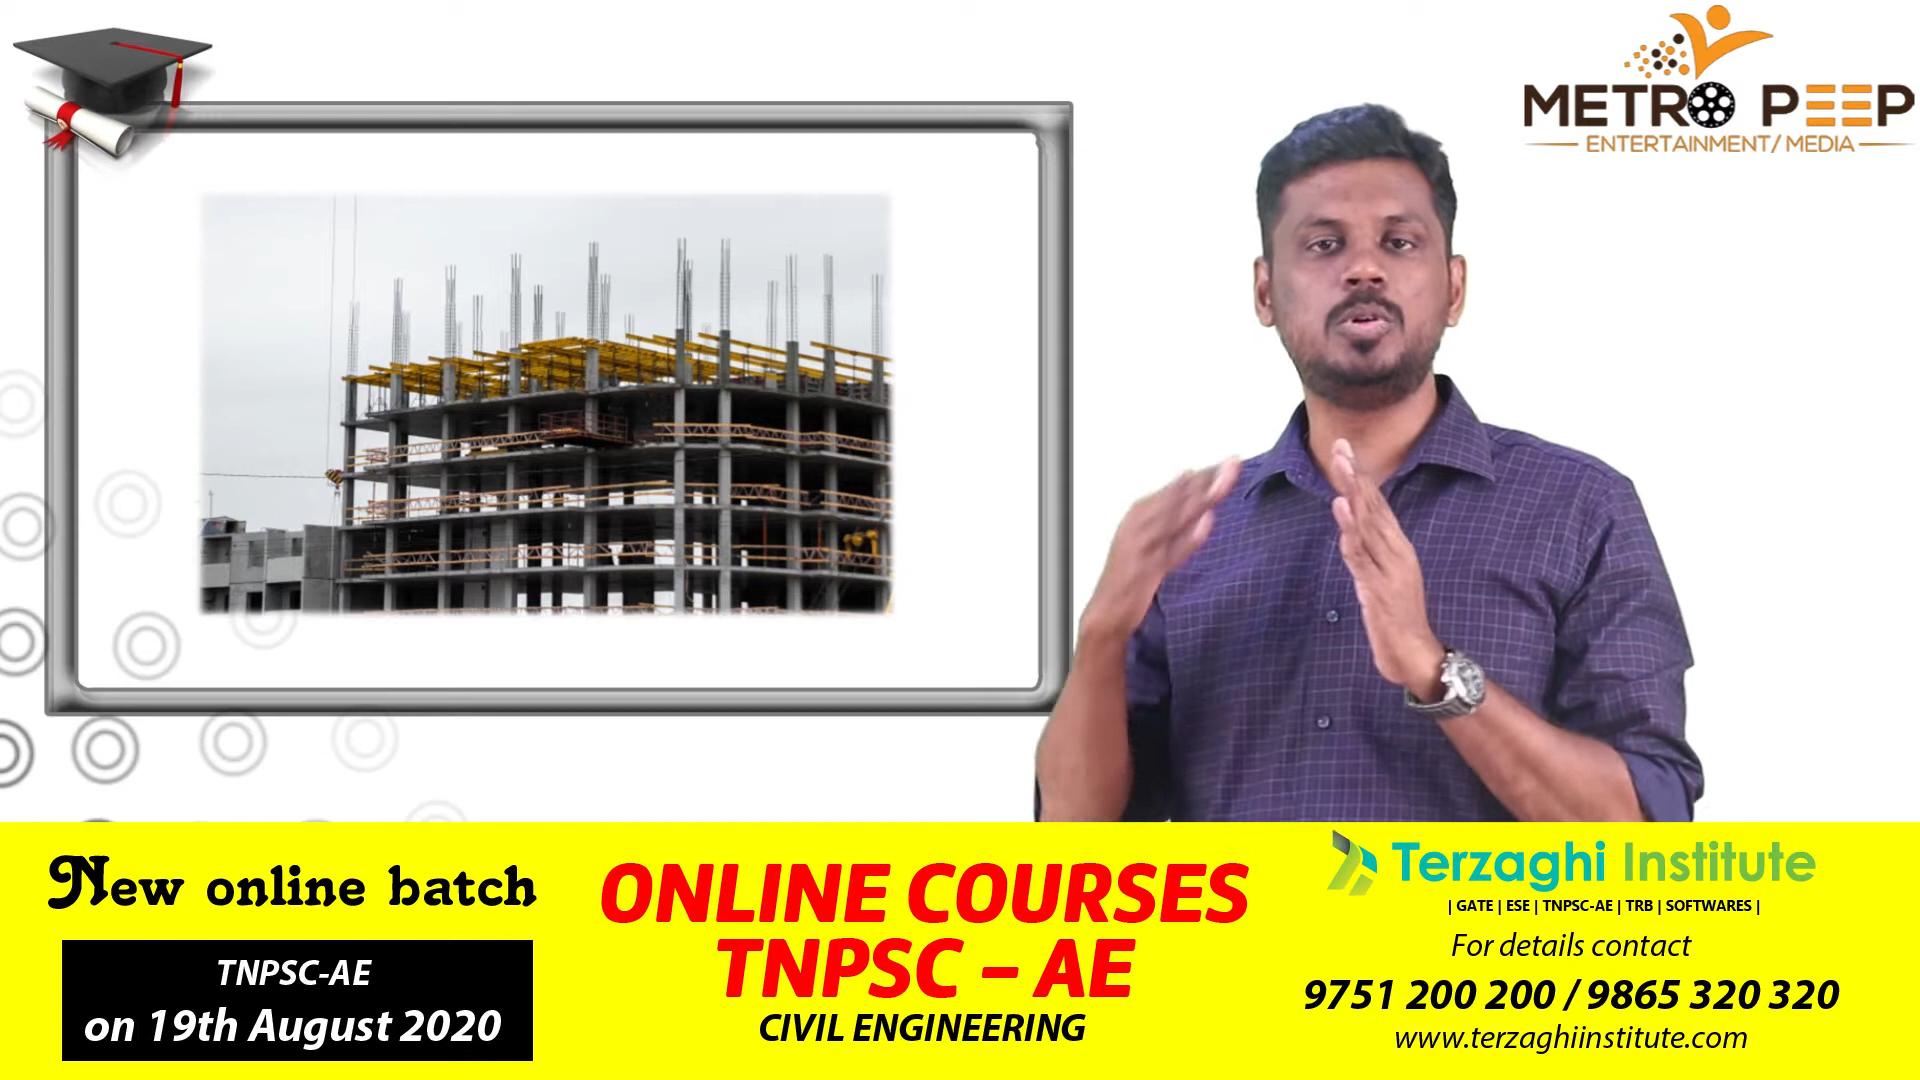 METRO PEEP
ENTERTAINMENT/ MEDIA
New online batch
TNPSC-AE
on 19th August 2020
ONLINE COURSES
TNPSC – AE
CIVIL ENGINEERING
Terzaghi Institute
| GATE | ESE | TNPSC-AE | TRB | SOFTWARES |
For details contact
9751 200 200 / 9865 320 320
www.terzaghiinstitute.com